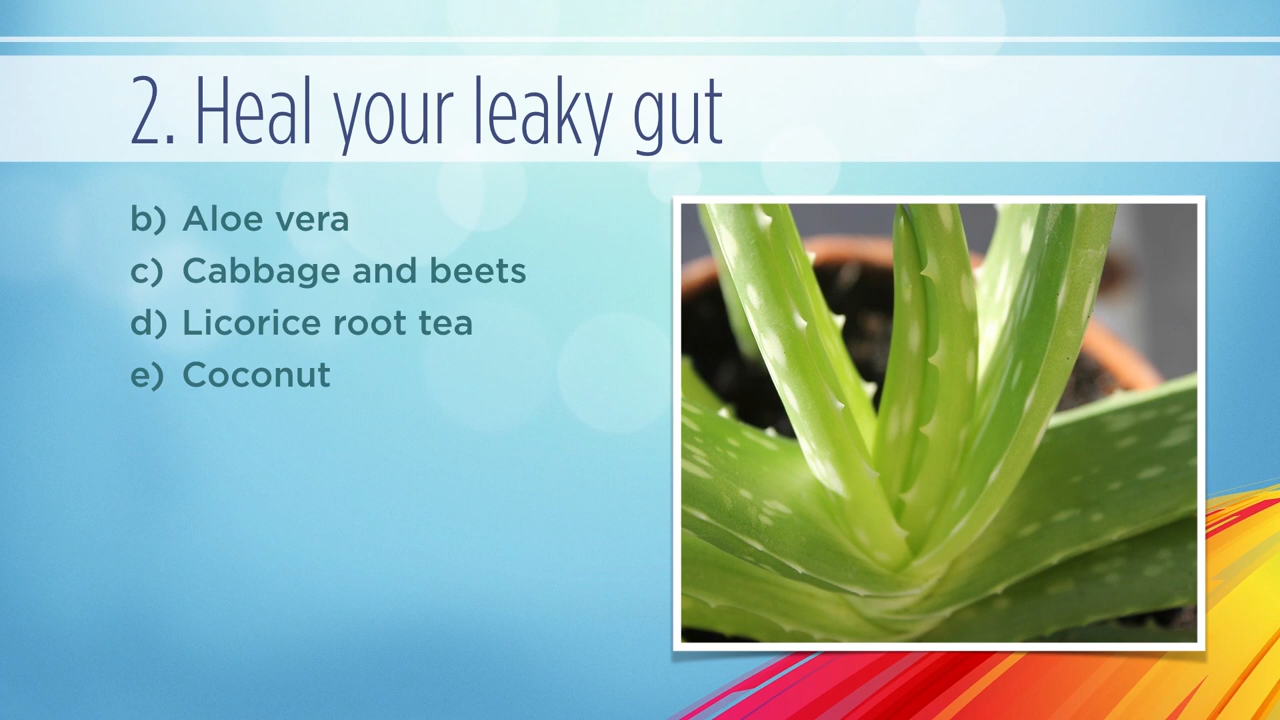 2. Heal your leaky gut
b) Aloe vera
c) Cabbage and beets
d) Licorice root tea
e) Coconut